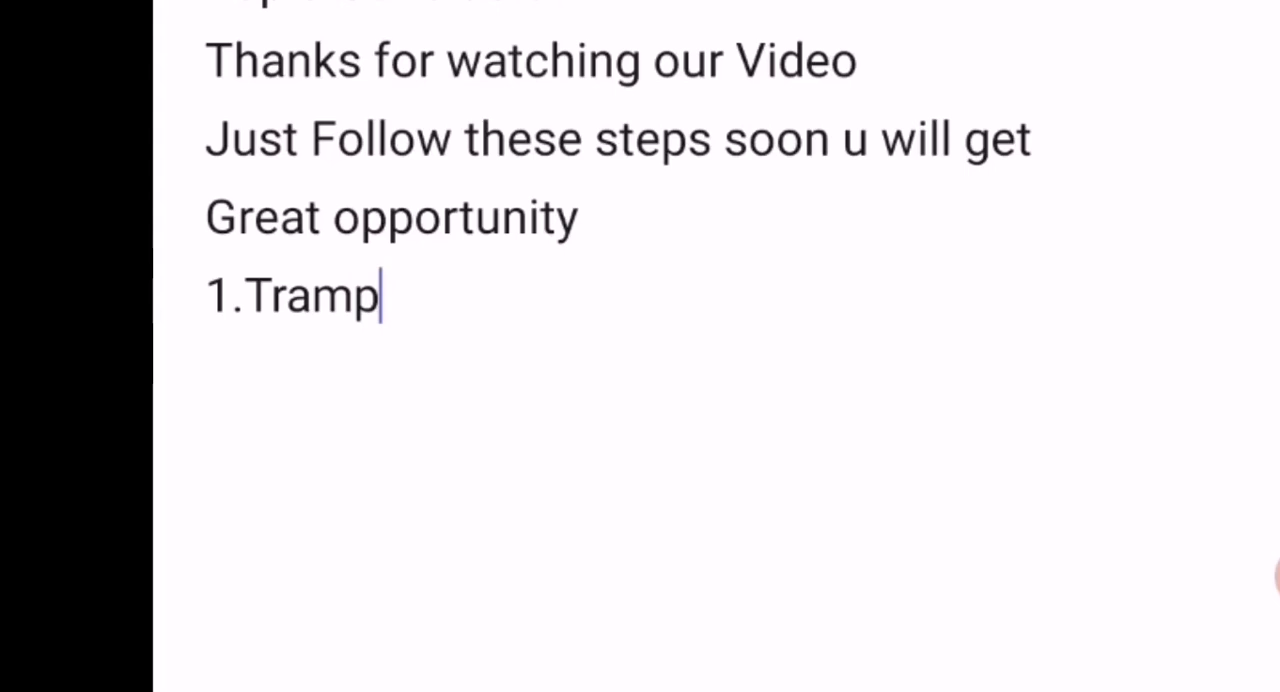 Thanks for watching our Video
Just Follow these steps soon u will get
Great opportunity
1.Tramp